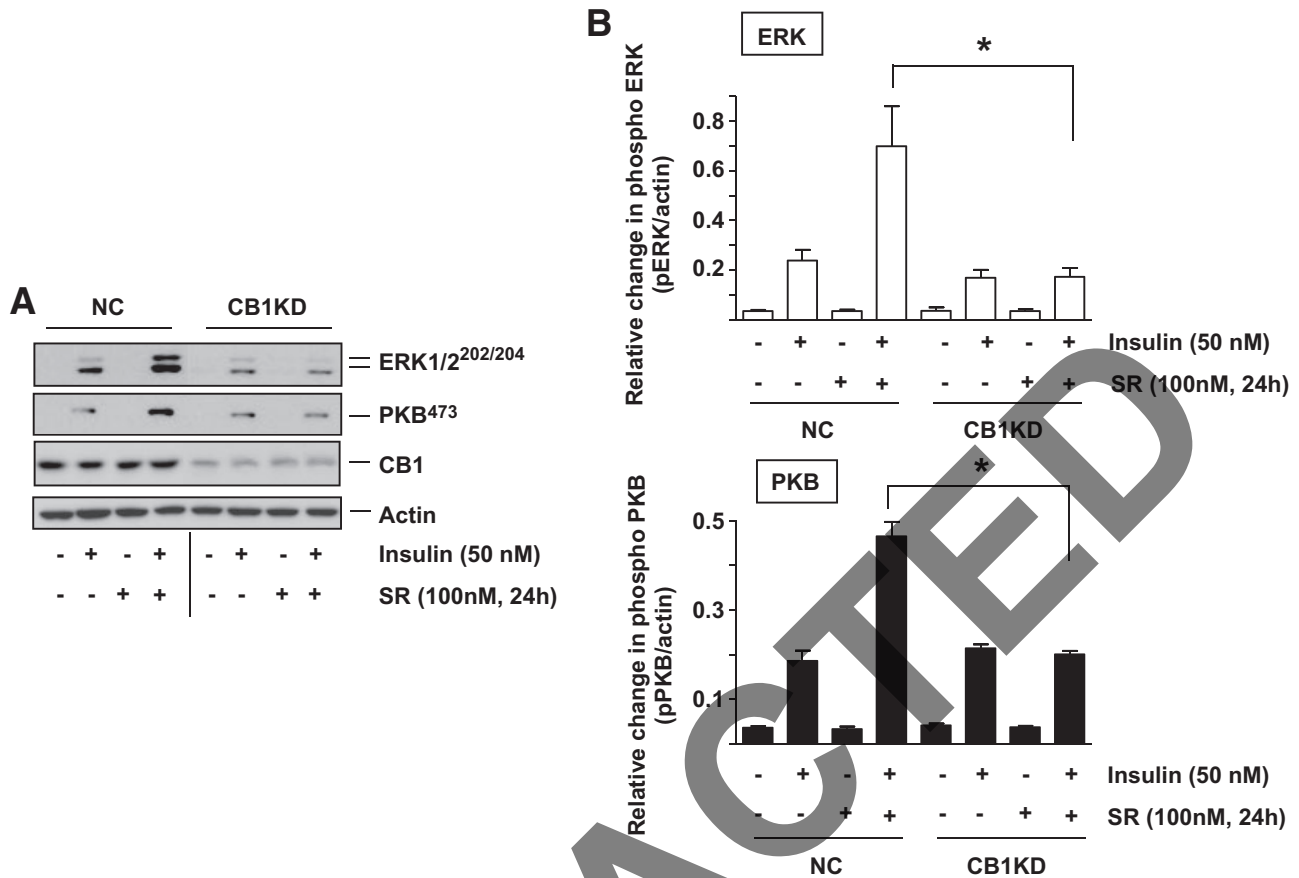 A
NC CB1KD
ERK1/2202/204
PKB473
CB1
Actin
- + - + - + - + Insulin (50 nM)
- - + + - - + + SR (100nM, 24h)
B
ERK
*
Relative change in phospho ERK
(pERK/actin)
0.8
0.6
0.4
0.2
- + - + - + - + Insulin (50 nM)
- - + + - - + + SR (100nM, 24h)
NC CB1KD
PKB
*
Relative change in phospho PKB
(pPKB/actin)
0.5
0.3
0.1
- + - + - + - + Insulin (50 nM)
- - + + - - + + SR (100nM, 24h)
NC CB1KD
ACTED